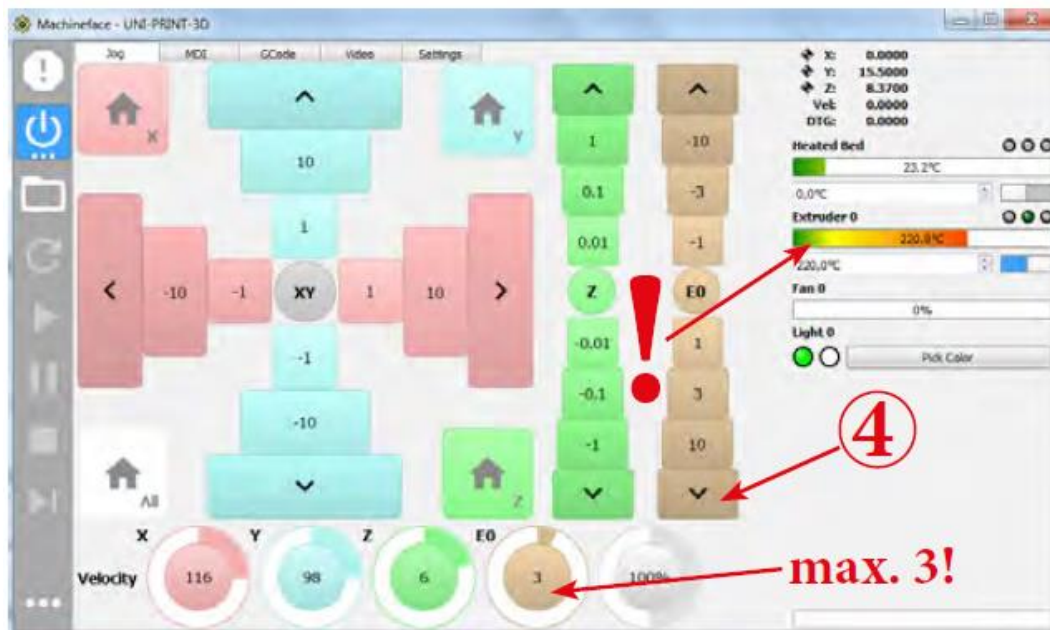 Machineface - UNI-PRINT-3D
Jog MDI GCode Video Settings
X
Y
10
1
-10 -1 XY 1 10
-1
-10
All
Z
1
0.1
0.01
Z
-0.01
-0.1
-1
-10
-3
-1
E0
1
3
10
!
4
X: 0.0000
Y: 15.5000
Z: 8.3700
Vel: 0.0000
DTG: 0.0000
Heated Bed
23.2°C
0.0°C
Extruder 0
220.8°C
220.0°C
Fan 0
0%
Light 0
Pick Color
X Y Z E0
Velocity 116 98 6 3 100%
max. 3!